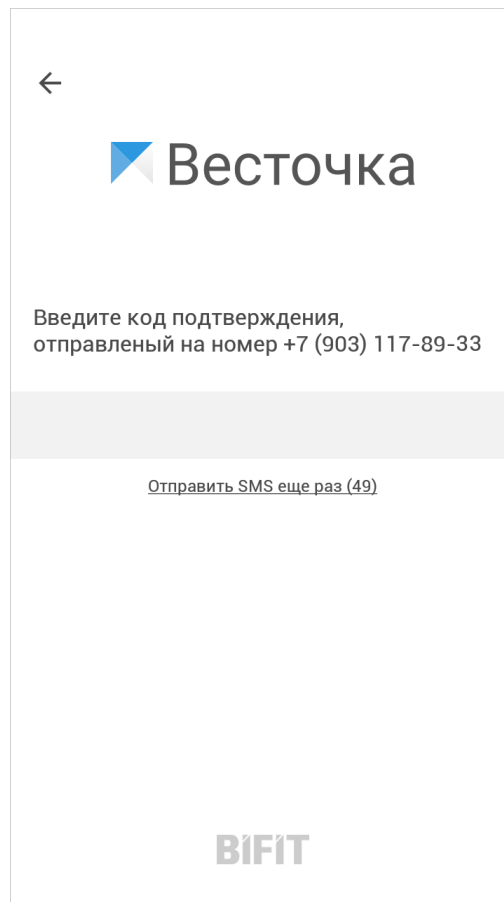 Весточка
Введите код подтверждения,
отправленый на номер +7 (903) 117-89-33
Отправить SMS еще раз (49)
BIFIT